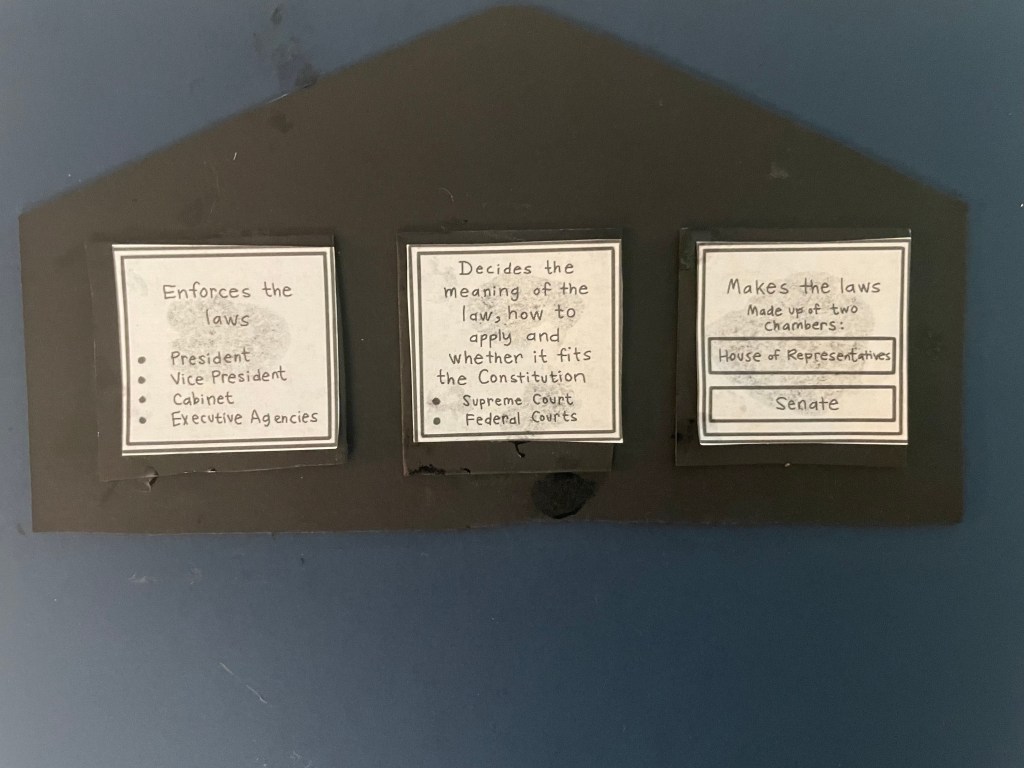 Enforces the
laws
• President
• Vice President
• Cabinet
• Executive Agencies
Decides the
meaning of the
law, how to
apply and
whether it fits
the Constitution
• Supreme Court
• Federal Courts
Makes the laws
Made up of two
chambers:
House of Representatives
Senate